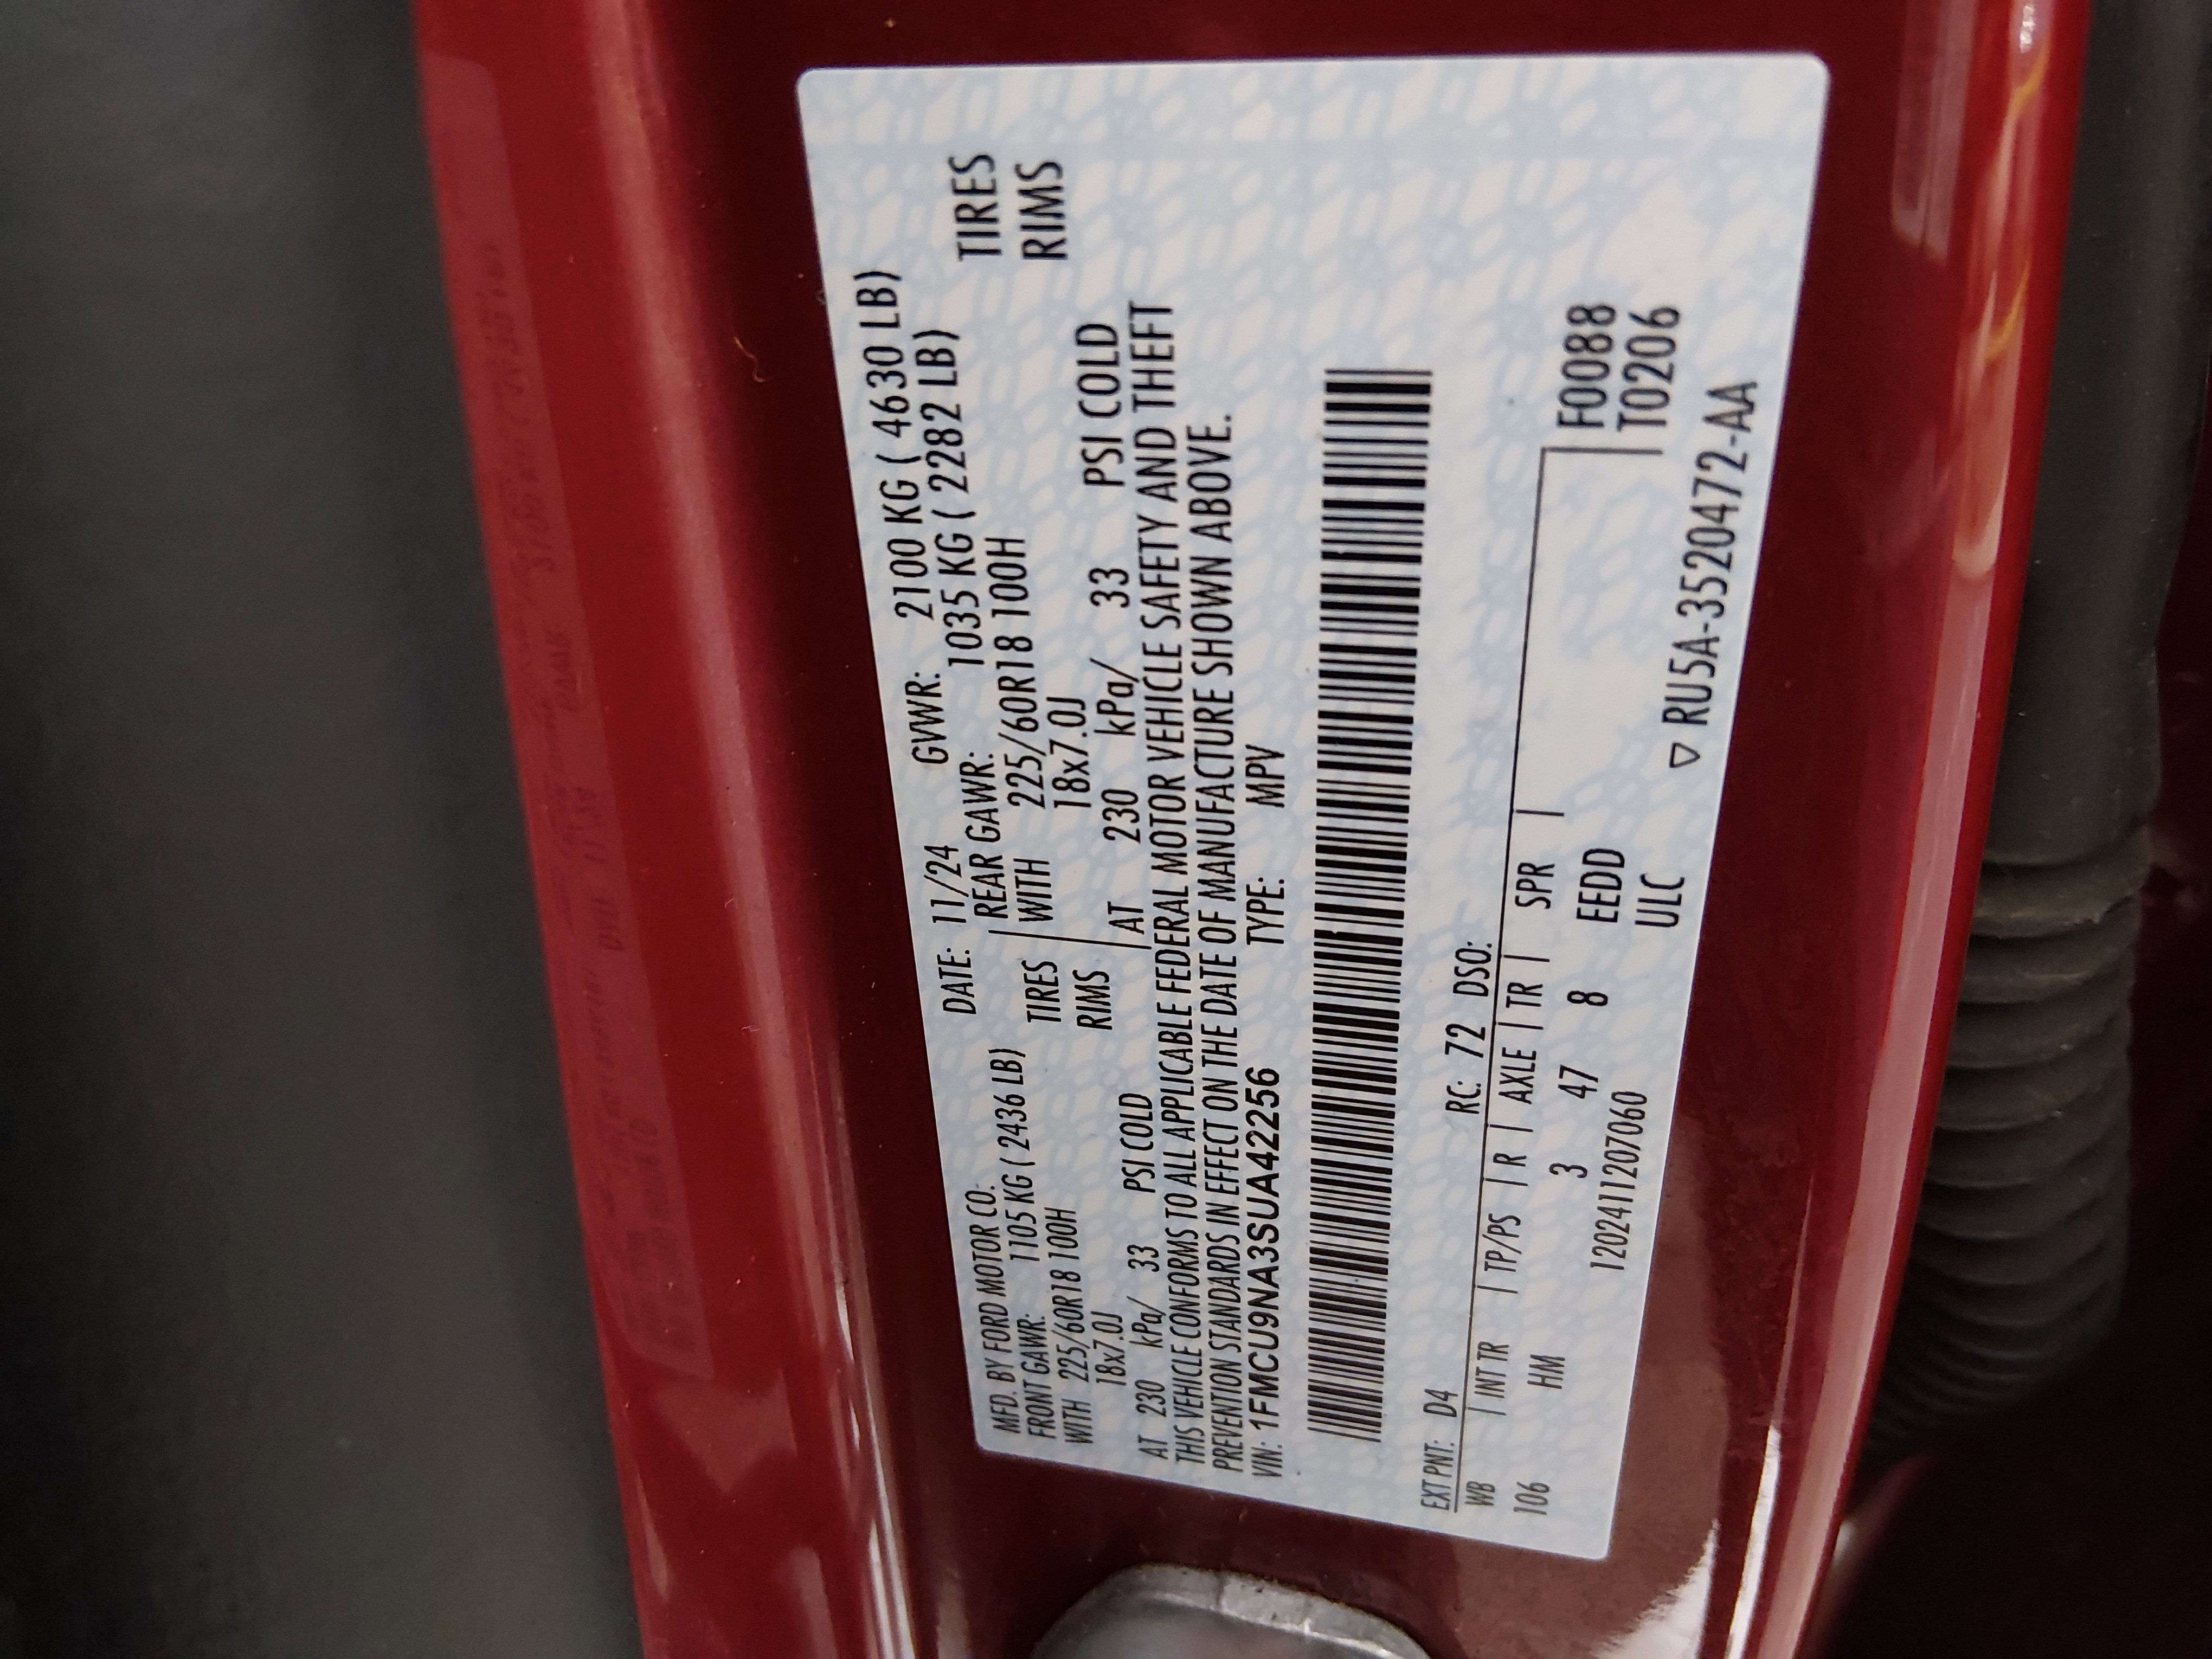 MFD. BY FORD MOTOR CO. DATE: 11/24 GVWR: 2100 KG ( 4630 LB)
FRONT GAWR: 1105 KG ( 2436 LB) REAR GAWR: 1035 KG ( 2282 LB)
WITH 225/60R18 100H TIRES WITH 225/60R18 100H TIRES
18x7.0J RIMS 18x7.0J RIMS
AT 230 kPa/ 33 PSI COLD AT 230 kPa/ 33 PSI COLD
THIS VEHICLE CONFORMS TO ALL APPLICABLE FEDERAL MOTOR VEHICLE SAFETY AND THEFT
PREVENTION STANDARDS IN EFFECT ON THE DATE OF MANUFACTURE SHOWN ABOVE.
VIN: 1FMCU9NA3SUA42256 TYPE: MPV
EXT PNT: D4 RC: 72 DSO:
WB | INT TR | TP/PS | R | AXLE | TR | SPR | F0088
106 HM 3 47 8 EEDD T0206
120241120706​0 ULC
▽ RU5A-3520472-AA